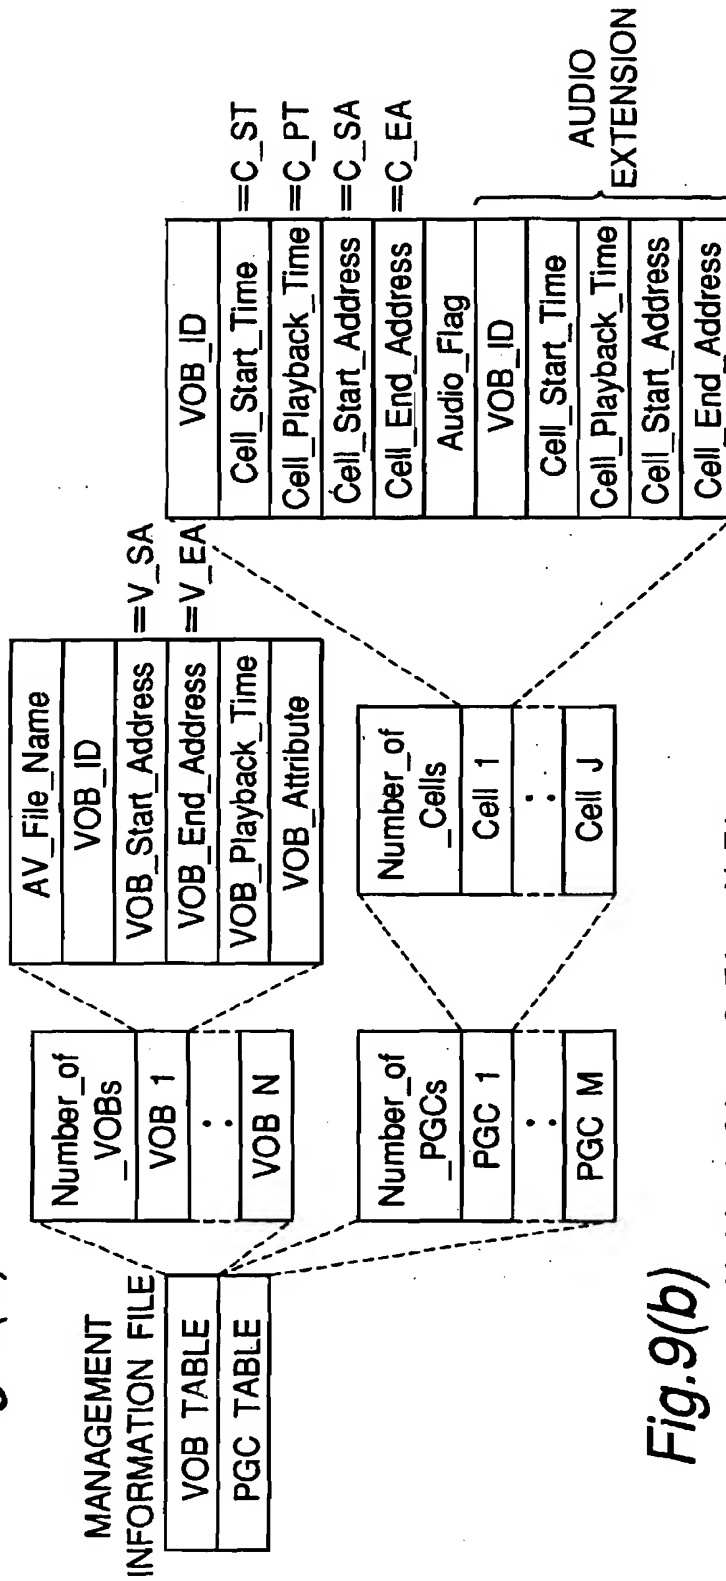 MANAGEMENT
INFORMATION FILE
VOB TABLE
PGC TABLE
Number_of
_VOBs
VOB 1
VOB N
AV_File_Name
VOB_ID
VOB_Start_Address
=V_SA
VOB_End_Address
=V_EA
VOB_Playback_Time
VOB_Attribute
Number_of
_PGCs
PGC 1
PGC M
Number_of
_Cells
Cell 1
Cell J
VOB_ID
Cell_Start_Time
=C_ST
Cell_Playback_Time
=C_PT
Cell_Start_Address
=C_SA
Cell_End_Address
=C_EA
Audio_Flag
VOB_ID
Cell_Start_Time
Cell_Playback_Time
Cell_Start_Address
Cell_End_Address
AUDIO
EXTENSION
Fig.9(b)